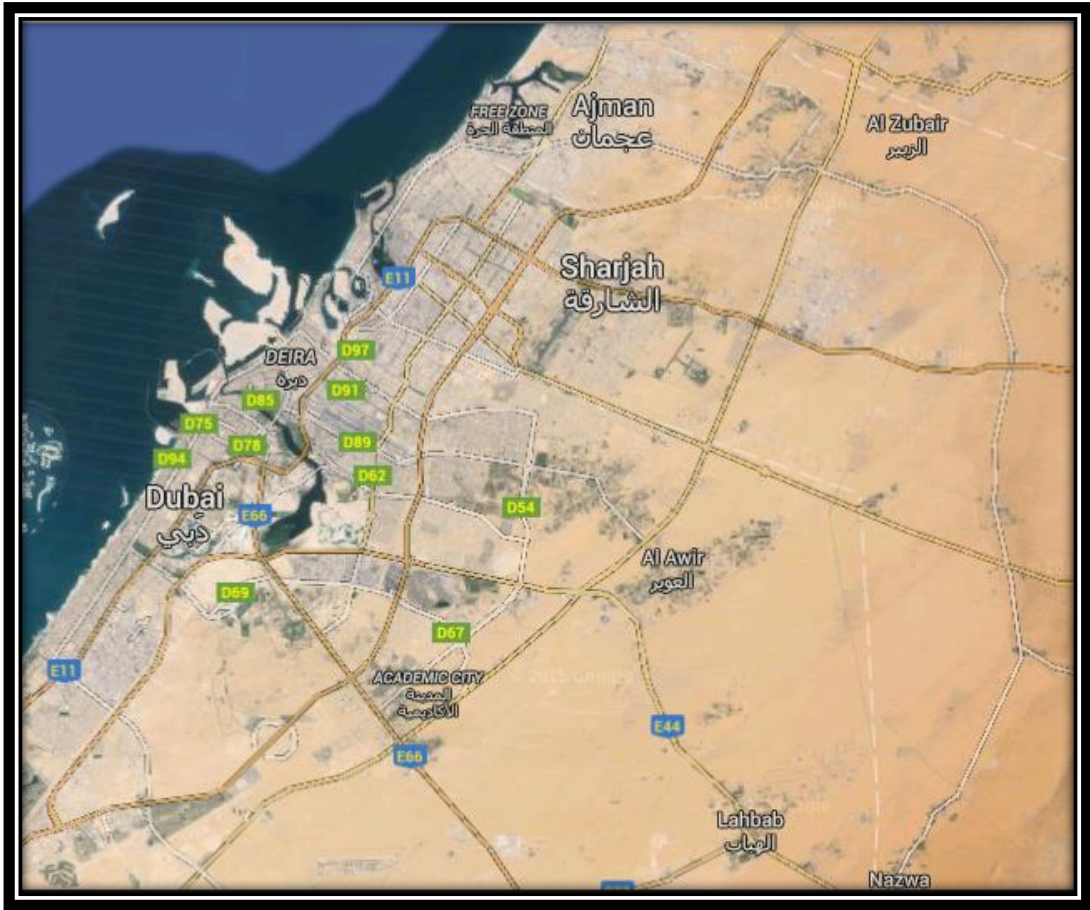 FREE ZONE
المنطقة الحرة
Ajman
عجمان
Al Zubair
الزبير
Sharjah
الشارقة
E11
D97
DEIRA
ديرة
D91
D85
D75
D78
D89
D94
D62
Dubai
دبي
E66
D54
Al Awir
العوير
D69
D67
E11
ACADEMIC CITY
المدينة
الأكاديمية
E44
E66
Lahbab
الهباب
Nazwa